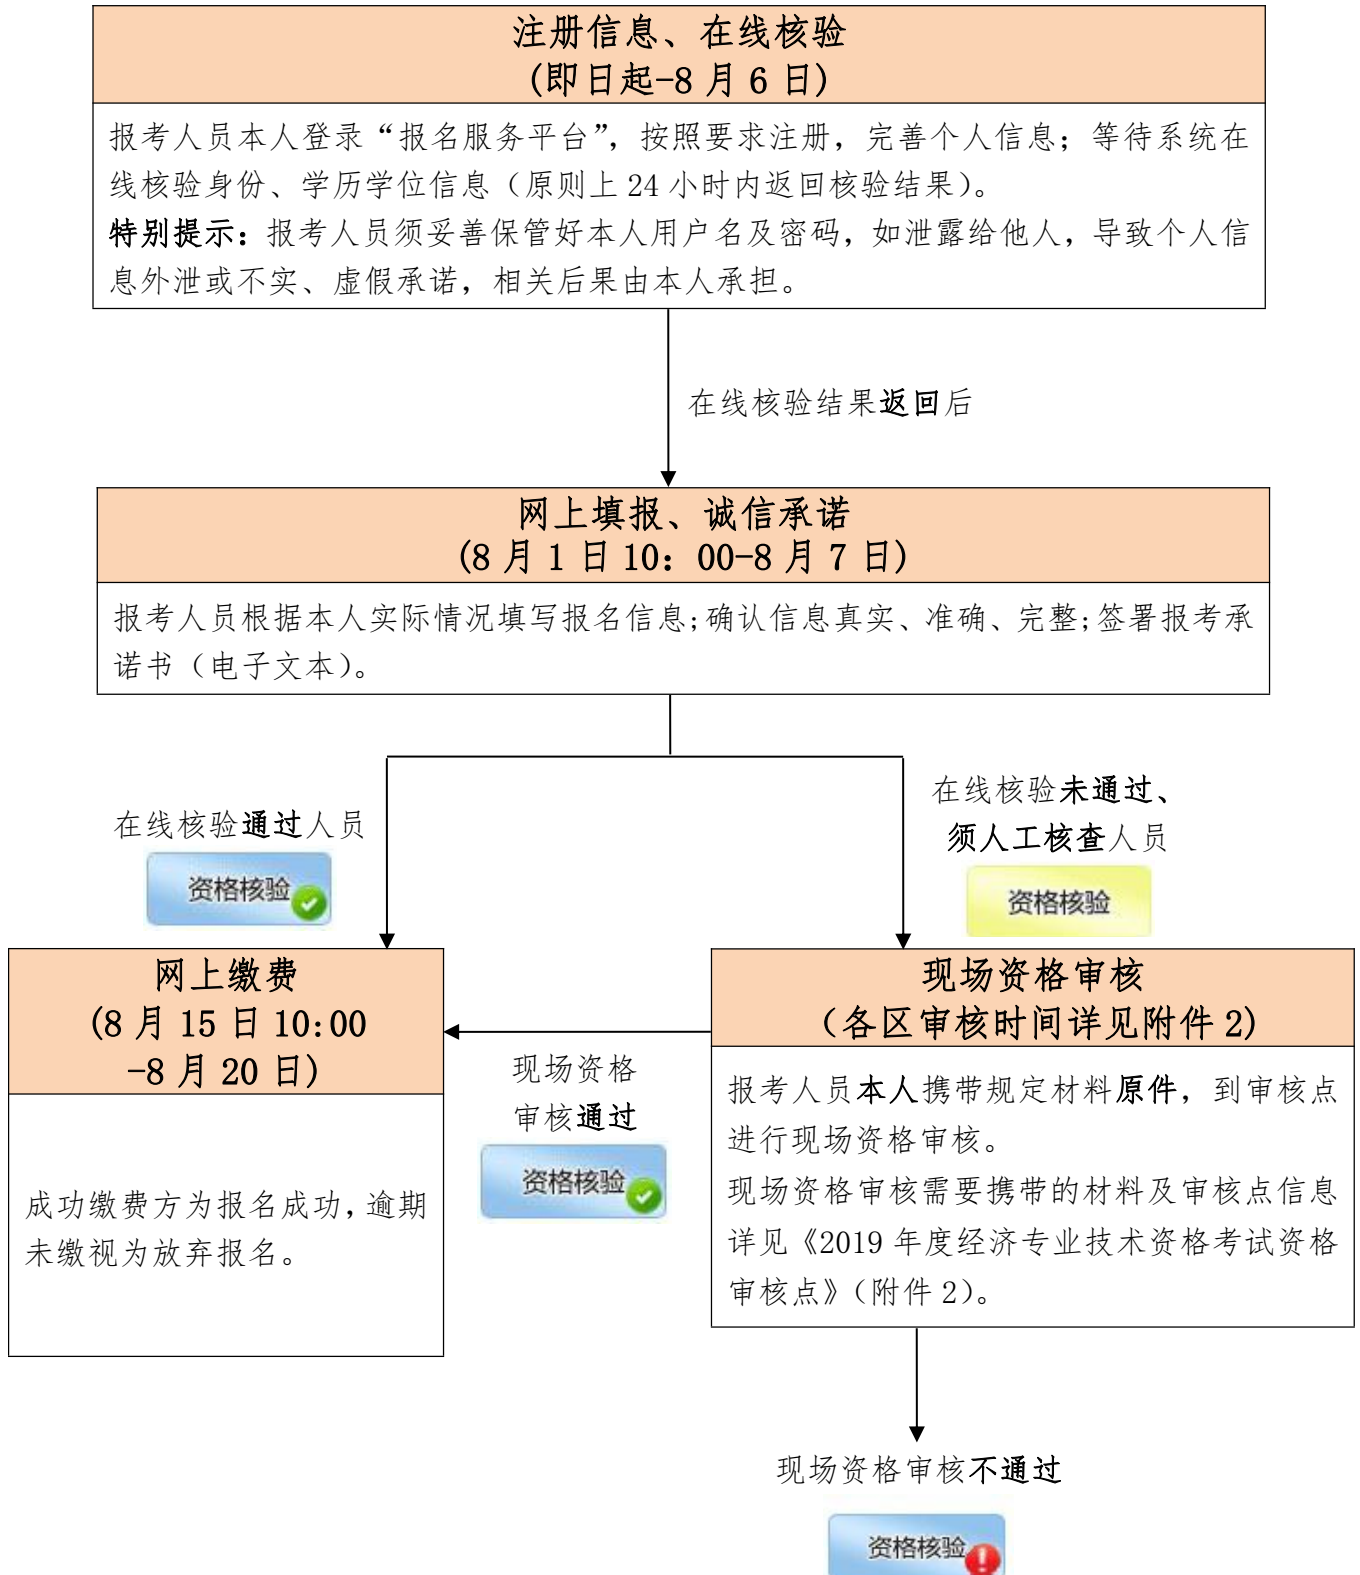 注册信息、在线核验
(即日起-8 月 6 日)
报考人员本人登录“报名服务平台”，按照要求注册，完善个人信息；等待系统在
线核验身份、学历学位信息（原则上 24 小时内返回核验结果）。
特别提示：报考人员须妥善保管好本人用户名及密码，如泄露给他人，导致个人信
息外泄或不实、虚假承诺，相关后果由本人承担。
在线核验结果返回后
网上填报、诚信承诺
(8 月 1 日 10：00-8 月 7 日)
报考人员根据本人实际情况填写报名信息;确认信息真实、准确、完整;签署报考承
诺书（电子文本）。
在线核验通过人员
资格核验
在线核验未通过、
须人工核查人员
资格核验
网上缴费
(8 月 15 日 10:00
-8 月 20 日)
成功缴费方为报名成功，逾期
未缴视为放弃报名。
现场资格
审核通过
资格核验
现场资格审核
（各区审核时间详见附件 2)
报考人员本人携带规定材料原件，到审核点
进行现场资格审核。
现场资格审核需要携带的材料及审核点信息
详见《2019 年度经济专业技术资格考试资格
审核点》（附件 2）。
现场资格审核不通过
资格核验